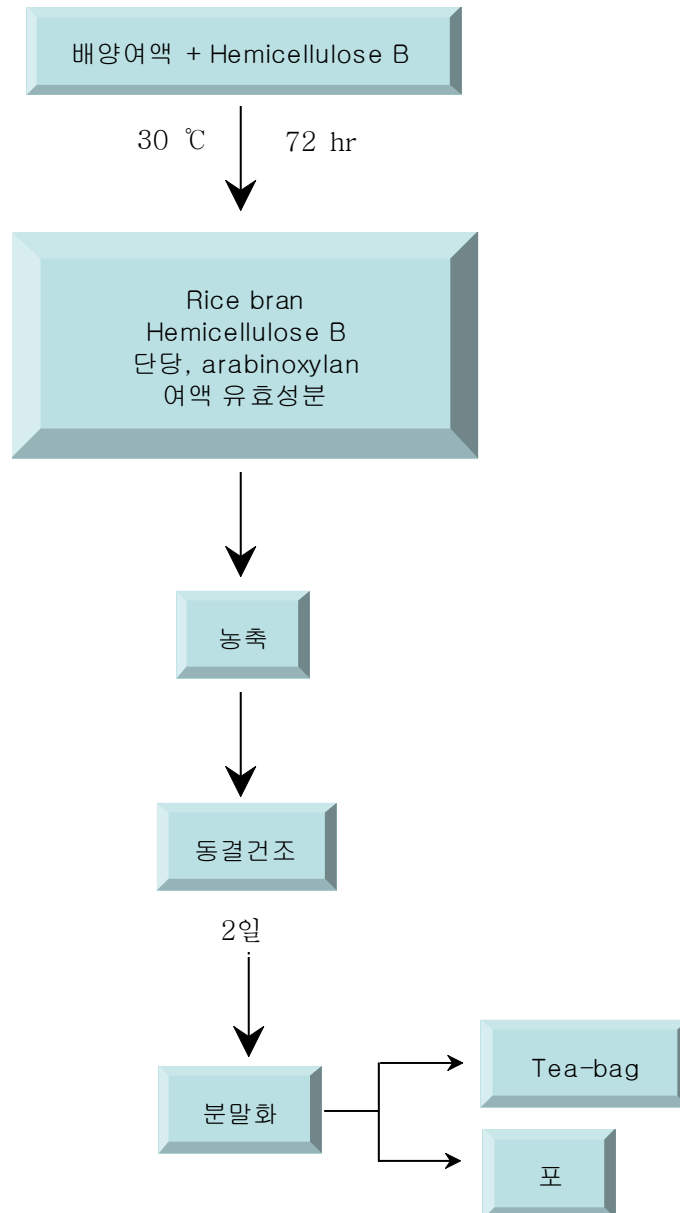 배양여액 + Hemicellulose B
30 ℃ 72 hr
Rice bran
Hemicellulose B
단당, arabinoxylan
여액 유효성분
농축
동결건조
2일
Tea-bag
분말화
포